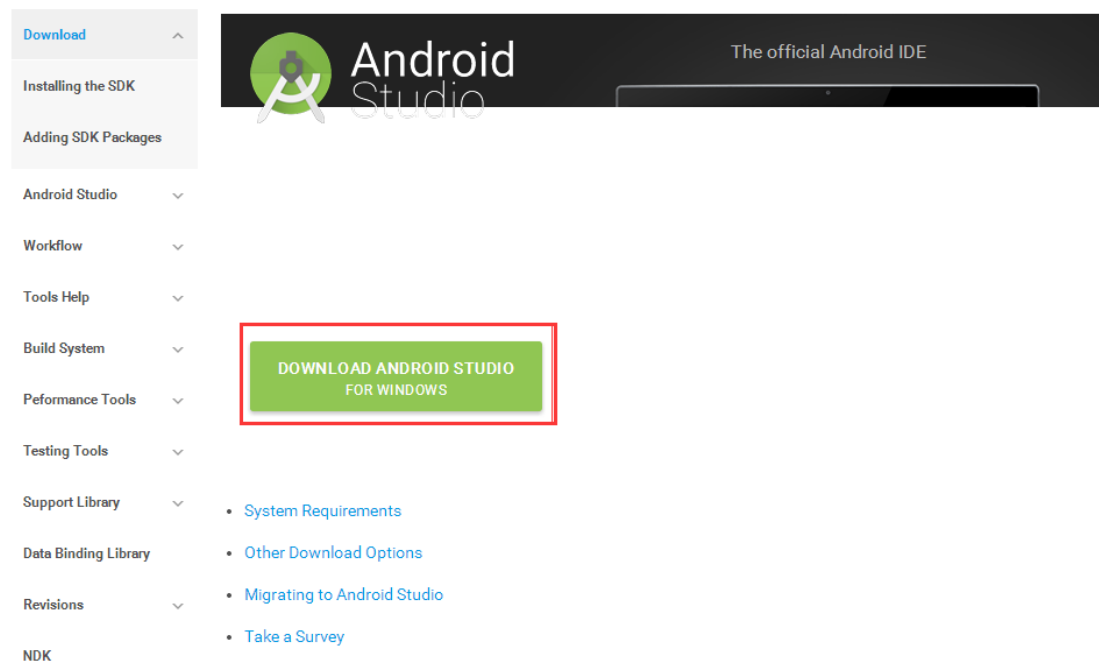 Download
Installing the SDK
Adding SDK Packages
Android Studio
Workflow
Tools Help
Build System
Peformance Tools
Testing Tools
Support Library
Data Binding Library
Revisions
NDK
Android
Studio
The official Android IDE
DOWNLOAD ANDROID STUDIO
FOR WINDOWS
System Requirements
Other Download Options
Migrating to Android Studio
Take a Survey